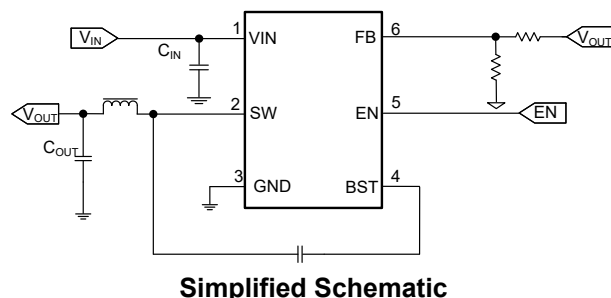 VIN
1
VIN
CIN
FB
6
VOUT
VOUT
COUT
2
SW
EN
5
EN
3
GND
BST
4
Simplified Schematic